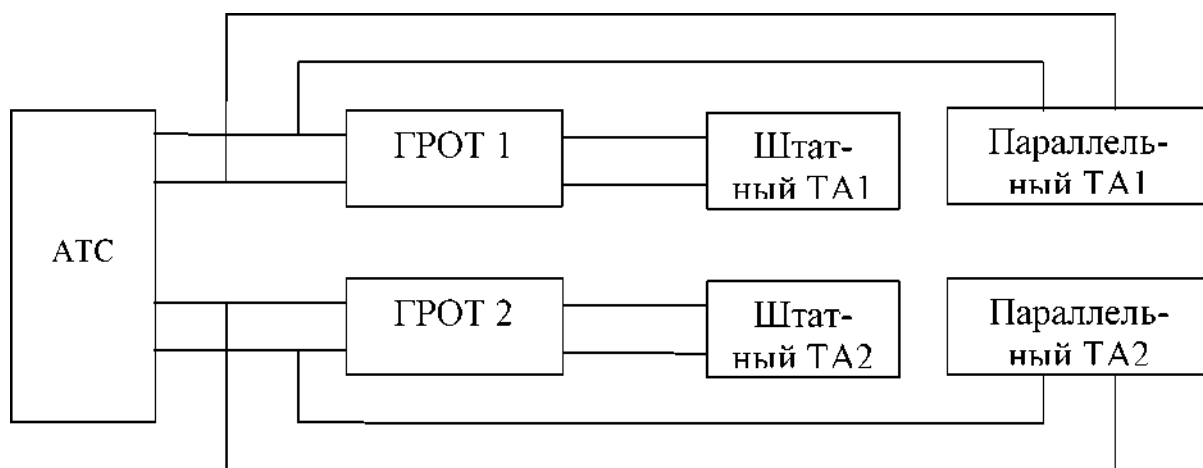 ГРОТ 1
Штат-
ный ТА1
Параллель-
ный ТА1
АТС
ГРОТ 2
Штат-
ный ТА2
Параллель-
ный ТА2